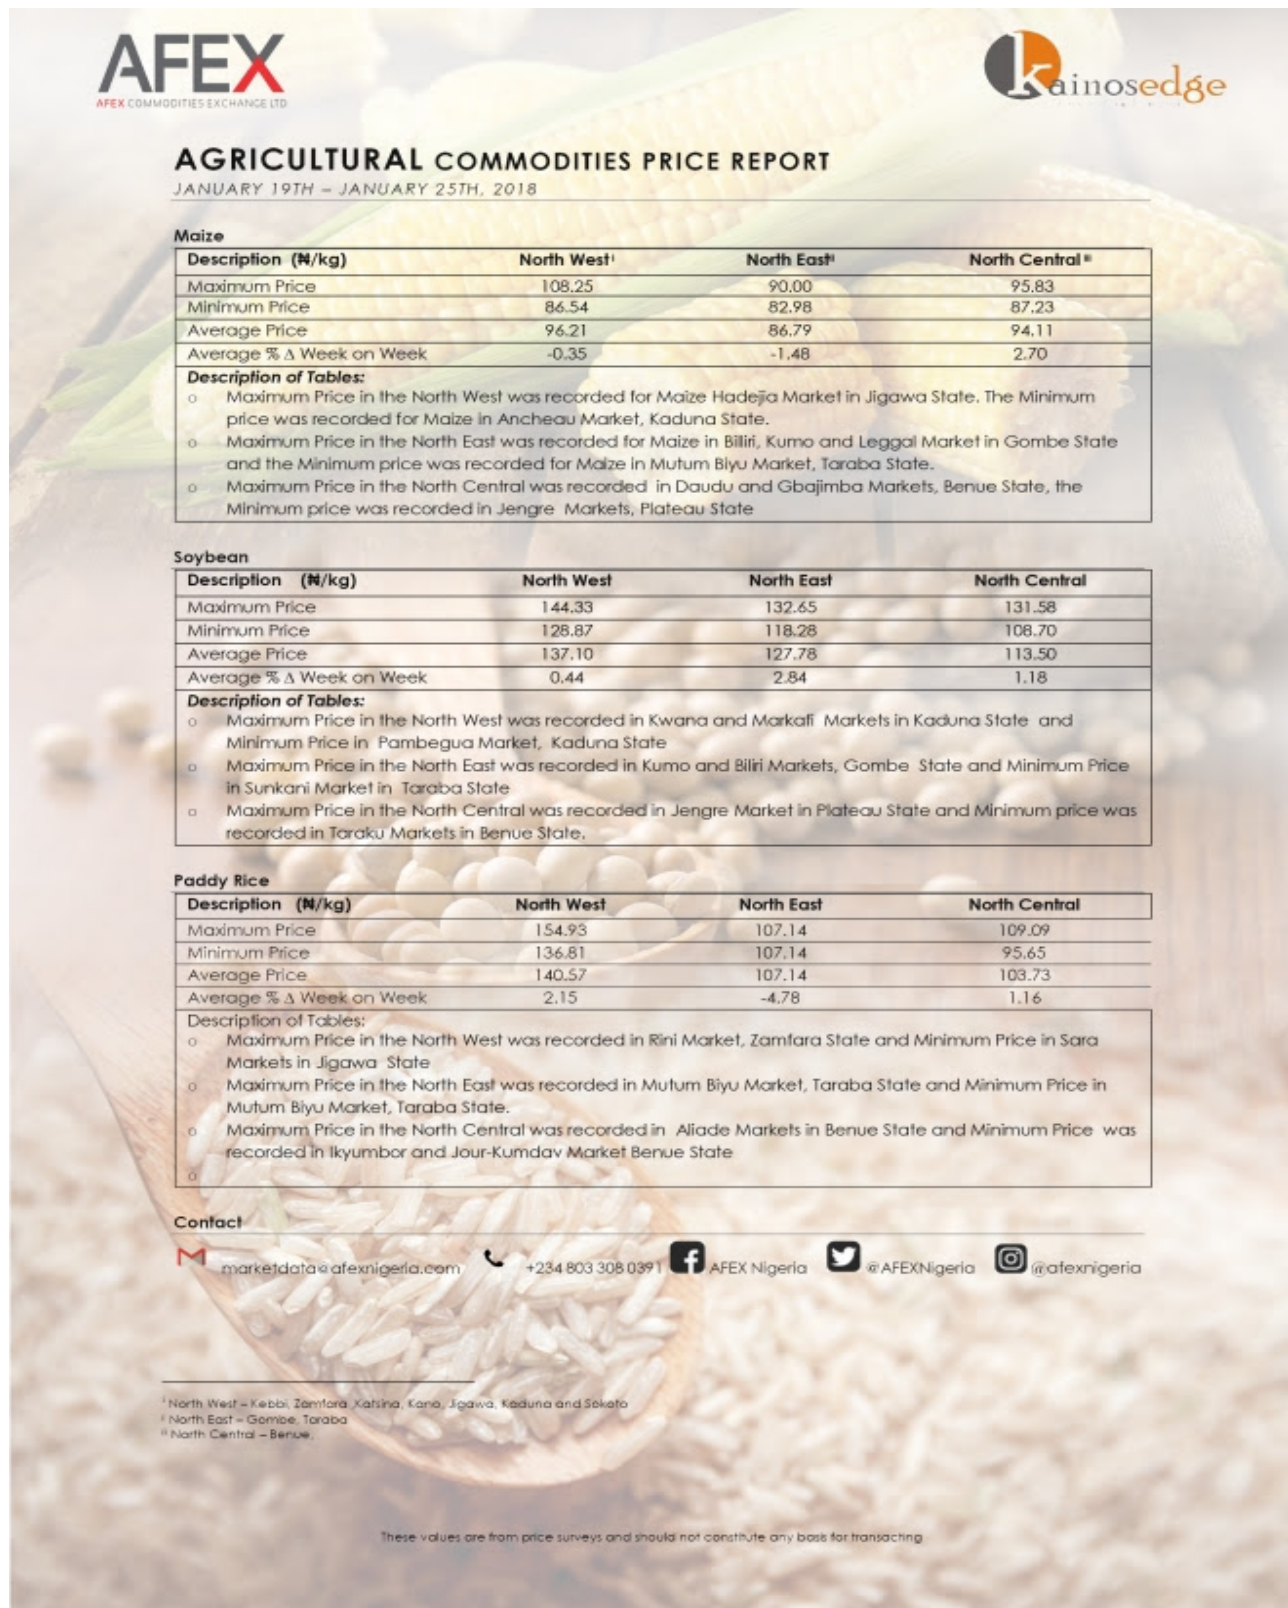 AFEX
AFEX COMMODITIES EXCHANGE LTD
kainosedge
AGRICULTURAL COMMODITIES PRICE REPORT
JANUARY 19TH – JANUARY 25TH, 2018
Maize
Description (₦/kg) North West i North East ii North Central iii
Maximum Price 108.25 90.00 95.83
Minimum Price 86.54 82.98 87.23
Average Price 96.21 86.79 94.11
Average % Δ Week on Week -0.35 -1.48 2.70
Description of Tables:
o Maximum Price in the North West was recorded for Maize Hadejia Market in Jigawa State. The Minimum
price was recorded for Maize in Ancheau Market, Kaduna State.
o Maximum Price in the North East was recorded for Maize in Billiri, Kumo and Leggal Market in Gombe State
and the Minimum price was recorded for Maize in Mutum Biyu Market, Taraba State.
o Maximum Price in the North Central was recorded in Daudu and Gbajimba Markets, Benue State, the
Minimum price was recorded in Jengre Markets, Plateau State
Soybean
Description (₦/kg) North West North East North Central
Maximum Price 144.33 132.65 131.58
Minimum Price 128.87 118.28 108.70
Average Price 137.10 127.78 113.50
Average % Δ Week on Week 0.44 2.84 1.18
Description of Tables:
o Maximum Price in the North West was recorded in Kwana and Markafi Markets in Kaduna State and
Minimum Price in Pambegua Market, Kaduna State
o Maximum Price in the North East was recorded in Kumo and Biliri Markets, Gombe State and Minimum Price
in Sunkani Market in Taraba State
o Maximum Price in the North Central was recorded in Jengre Market in Plateau State and Minimum price was
recorded in Taraku Markets in Benue State.
Paddy Rice
Description (₦/kg) North West North East North Central
Maximum Price 154.93 107.14 109.09
Minimum Price 136.81 107.14 95.65
Average Price 140.57 107.14 103.73
Average % Δ Week on Week 2.15 -4.78 1.16
Description of Tables:
o Maximum Price in the North West was recorded in Rini Market, Zamfara State and Minimum Price in Sara
Markets in Jigawa State
o Maximum Price in the North East was recorded in Mutum Biyu Market, Taraba State and Minimum Price in
Mutum Biyu Market, Taraba State.
o Maximum Price in the North Central was recorded in Aliade Markets in Benue State and Minimum Price was
recorded in Ikyumbor and Jour-Kumdav Market Benue State
o
Contact
marketdata@afexnigeria.com +234 803 308 0391 AFEX Nigeria @AFEXNigeria @afexnigeria
i North West – Kebbi, Zamfara ,Katsina, Kano, Jigawa, Kaduna and Sokoto
ii North East – Gombe, Taraba
iii North Central – Benue,
These values are from price surveys and should not constitute any basis for transacting